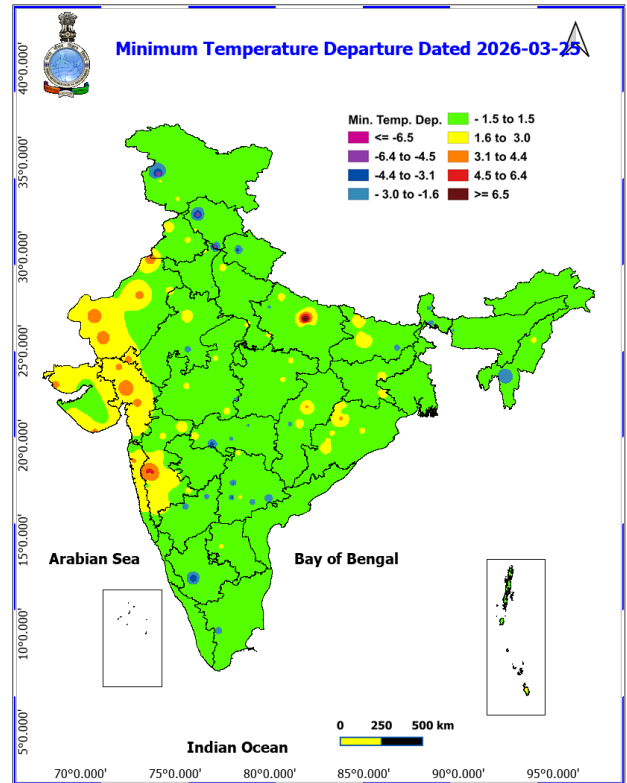 Minimum Temperature Departure Dated 2026-03-25
Min. Temp. Dep.
<= -6.5
-6.4 to -4.5
-4.4 to -3.1
- 3.0 to -1.6
- 1.5 to 1.5
1.6 to 3.0
3.1 to 4.4
4.5 to 6.4
>= 6.5
40°0.000'
35°0.000'
30°0.000'
25°0.000'
20°0.000'
15°0.000'
10°0.000'
5°0.000'
Arabian Sea
Bay of Bengal
0 250 500 km
Indian Ocean
70°0.000' 75°0.000' 80°0.000' 85°0.000' 90°0.000' 95°0.000'